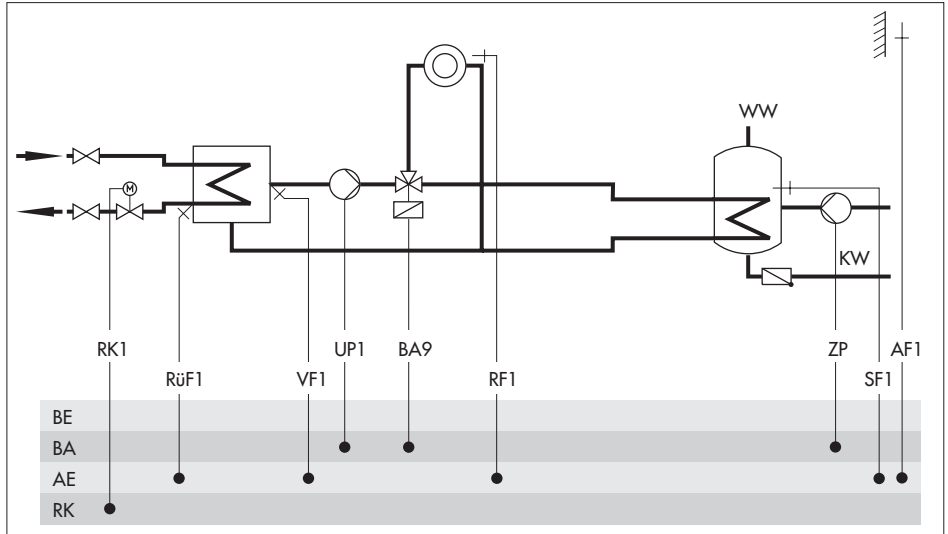 WW
M
KW
RK1 UP1 BA9 ZP AF1
RüF1 VF1 RF1 SF1
BE
BA
AE
RK